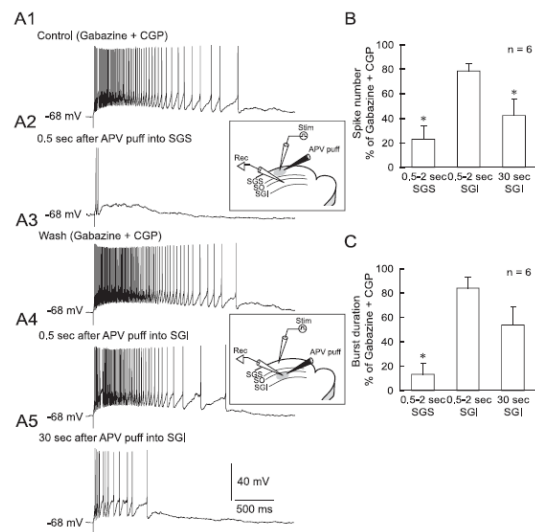 A1
Control (Gabazine + CGP)
-68 mV
A2
0.5 sec after APV puff into SGS
-68 mV
Stim
APV puff
Rec
SGS
SO
SGI
A3
Wash (Gabazine + CGP)
-68 mV
A4
0.5 sec after APV puff into SGI
-68 mV
Stim
APV puff
Rec
SGS
SO
SGI
A5
30 sec after APV puff into SGI
-68 mV
40 mV
500 ms
B
Spike number
% of Gabazine + CGP
100
80
60
40
20
0
n = 6
*
*
0,5-2 sec
SGS
0,5-2 sec
SGI
30 sec
SGI
C
Burst duration
% of Gabazine + CGP
100
80
60
40
20
0
n = 6
*
0,5-2 sec
SGS
0,5-2 sec
SGI
30 sec
SGI